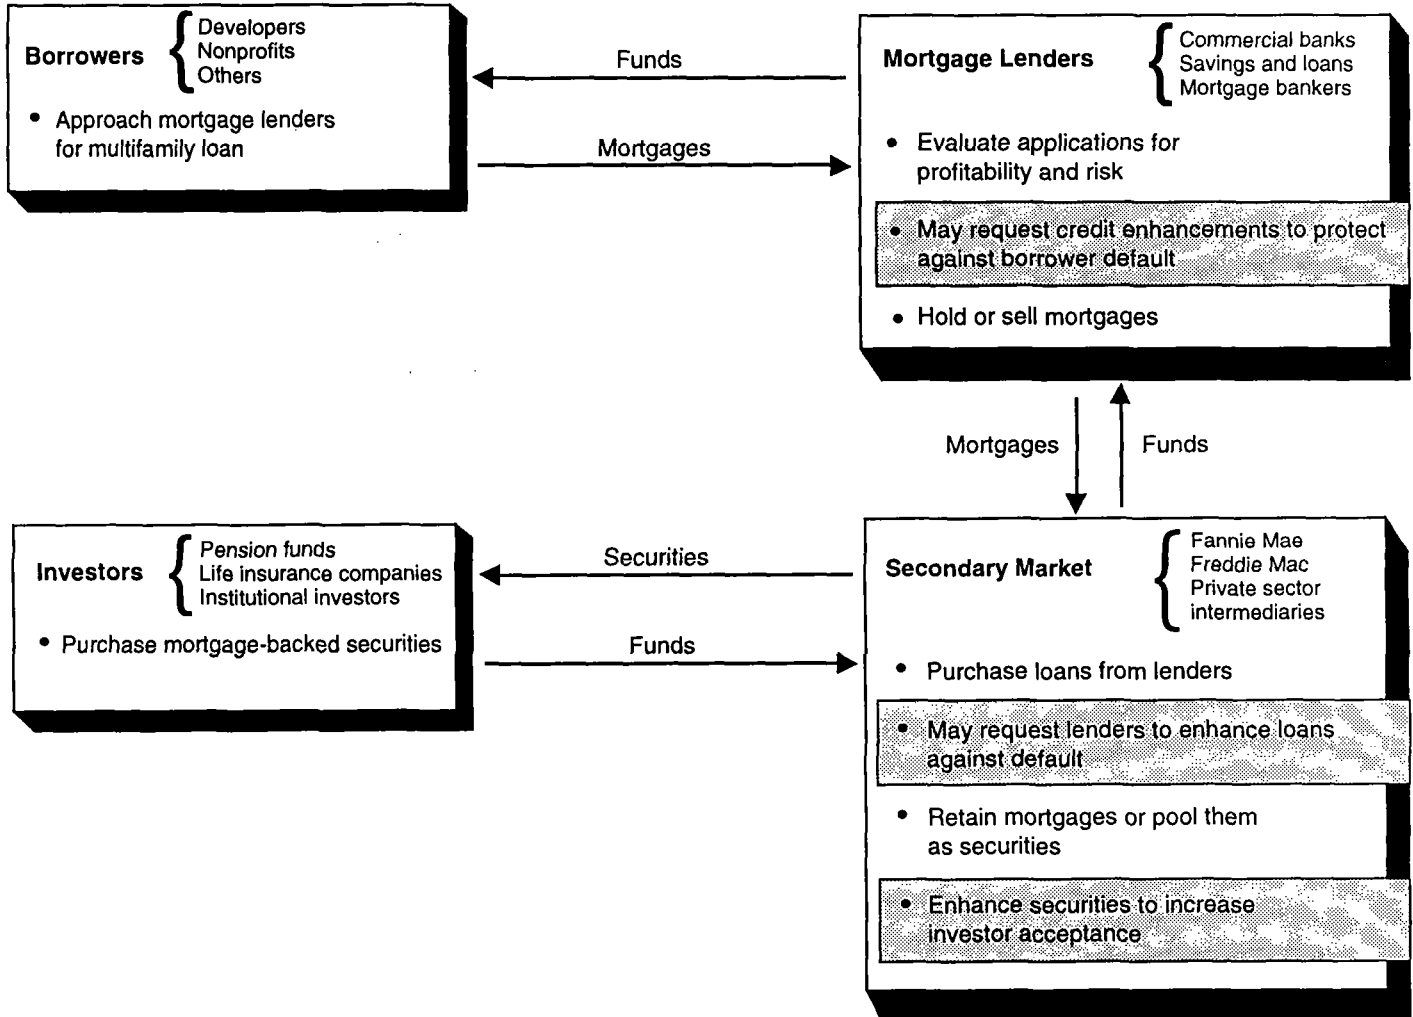 Borrowers
Developers
Nonprofits
Others
• Approach mortgage lenders
for multifamily loan
Funds
Mortgages
Mortgage Lenders
Commercial banks
Savings and loans
Mortgage bankers
• Evaluate applications for
profitability and risk
• May request credit enhancements to protect
against borrower default
• Hold or sell mortgages
Mortgages
Funds
Investors
Pension funds
Life insurance companies
Institutional investors
• Purchase mortgage-backed securities
Securities
Funds
Secondary Market
Fannie Mae
Freddie Mac
Private sector
intermediaries
• Purchase loans from lenders
• May request lenders to enhance loans
against default
• Retain mortgages or pool them
as securities
• Enhance securities to increase
investor acceptance